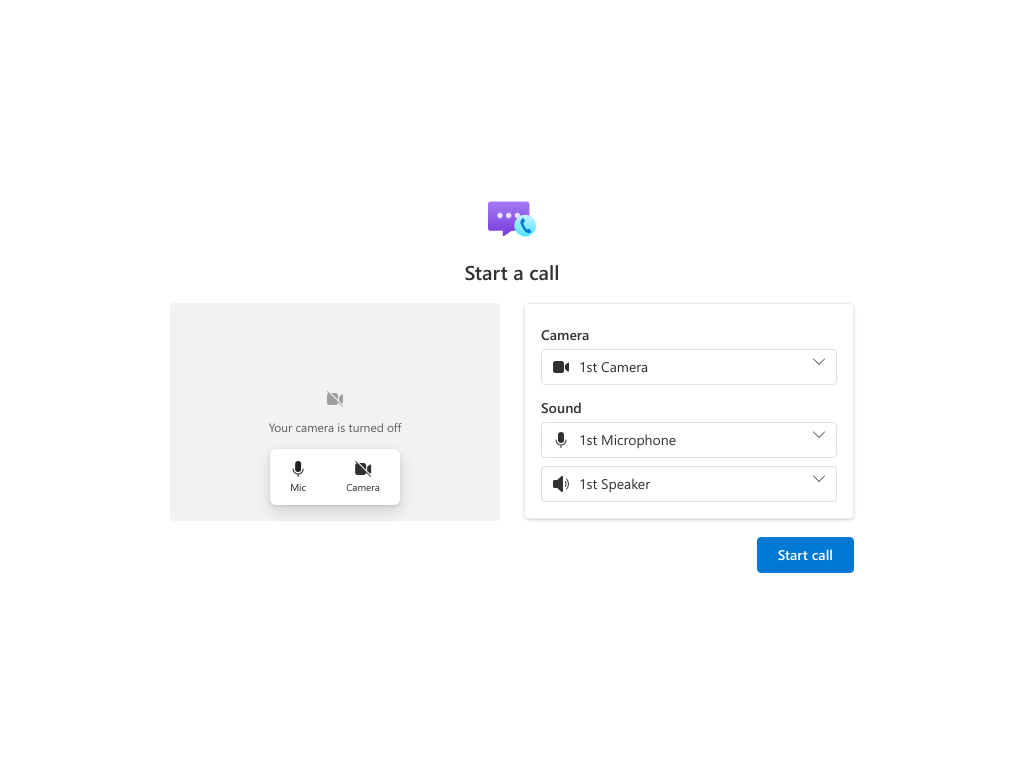 Start a call
Your camera is turned off
Mic
Camera
Camera
1st Camera
Sound
1st Microphone
1st Speaker
Start call